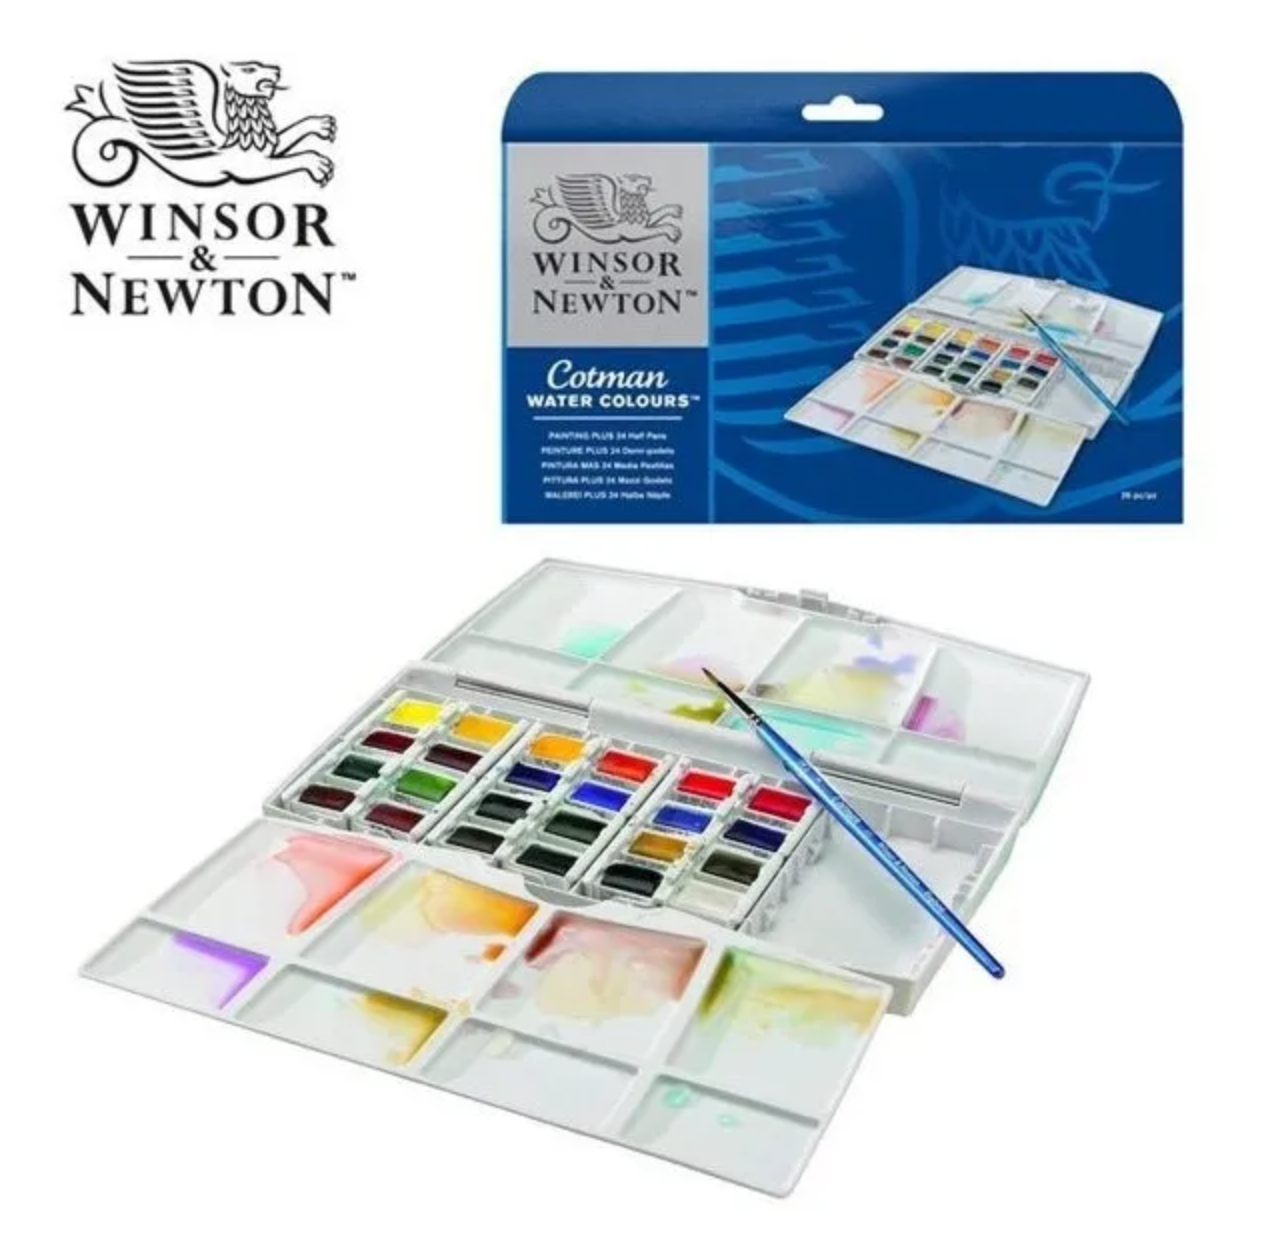 WINSOR
&
NEWTON™
WINSOR
&
NEWTON™
Cotman
WATER COLOURS™
PAINTING PLUS 24 Half Pans
PEINTURE PLUS 24 Demi-godets
PINTURA MAS 24 Media Pastillas
PITTURA PLUS 24 Mezzi Godets
MALEREI PLUS 24 Halbe Näpfe